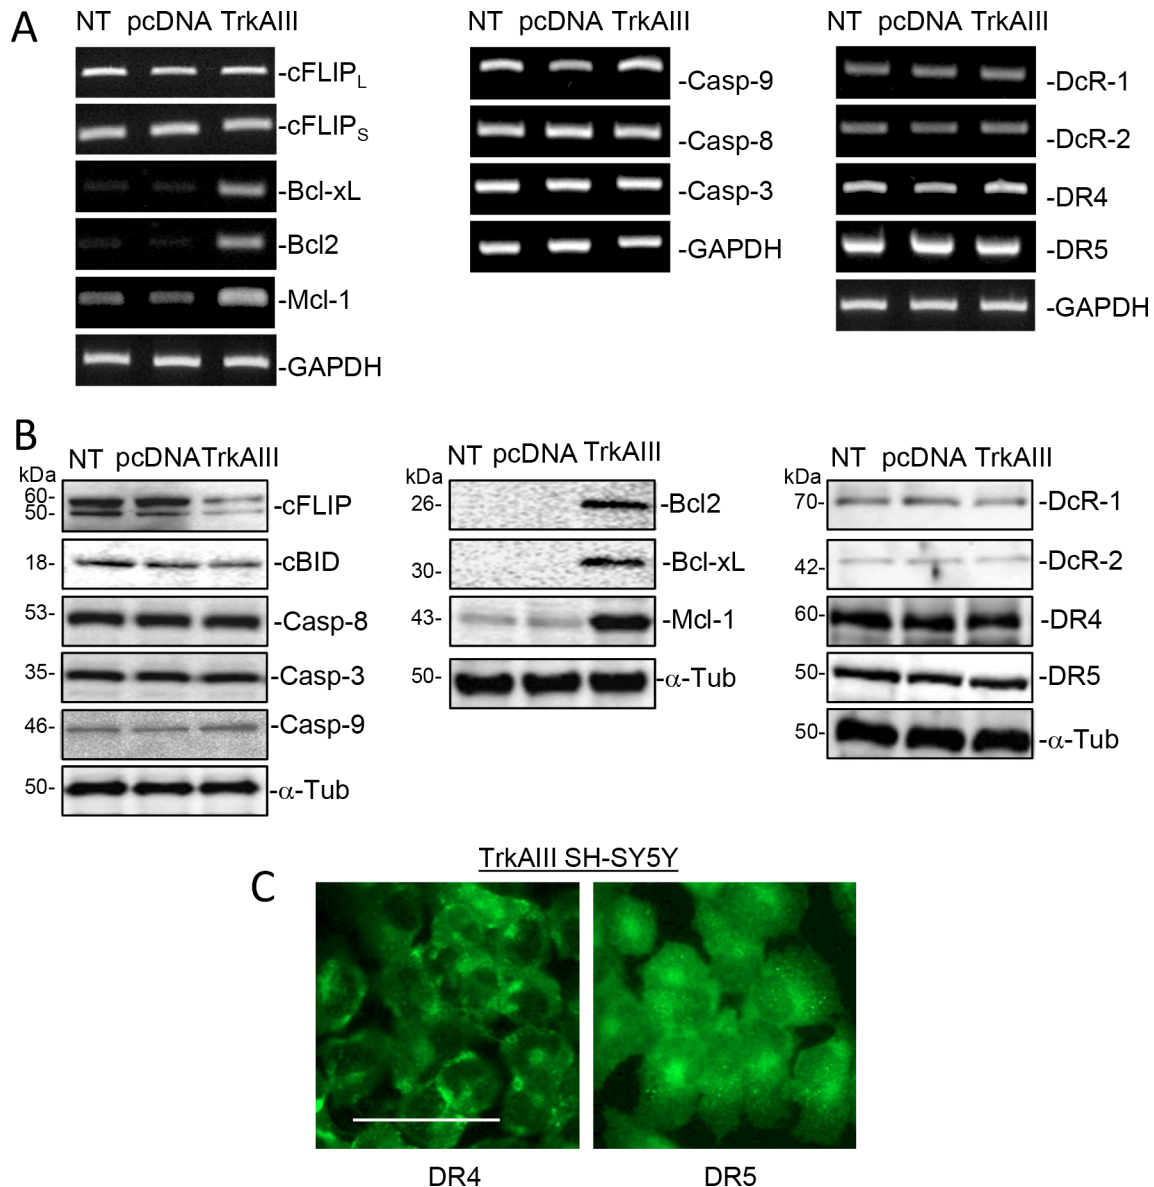 A
NT pcDNA TrkAIII
-cFLIPL
-cFLIPS
-Bcl-xL
-Bcl2
-Mcl-1
-GAPDH
NT pcDNA TrkAIII
-Casp-9
-Casp-8
-Casp-3
-GAPDH
NT pcDNA TrkAIII
-DcR-1
-DcR-2
-DR4
-DR5
-GAPDH
B
kDa NT pcDNA TrkAIII
60-
50- -cFLIP
18- -cBID
53- -Casp-8
35- -Casp-3
46- -Casp-9
50- -α-Tub
kDa NT pcDNA TrkAIII
26- -Bcl2
30- -Bcl-xL
43- -Mcl-1
50- -α-Tub
kDa NT pcDNA TrkAIII
70- -DcR-1
42- -DcR-2
60- -DR4
50- -DR5
50- -α-Tub
C
TrkAIII SH-SY5Y
DR4 DR5